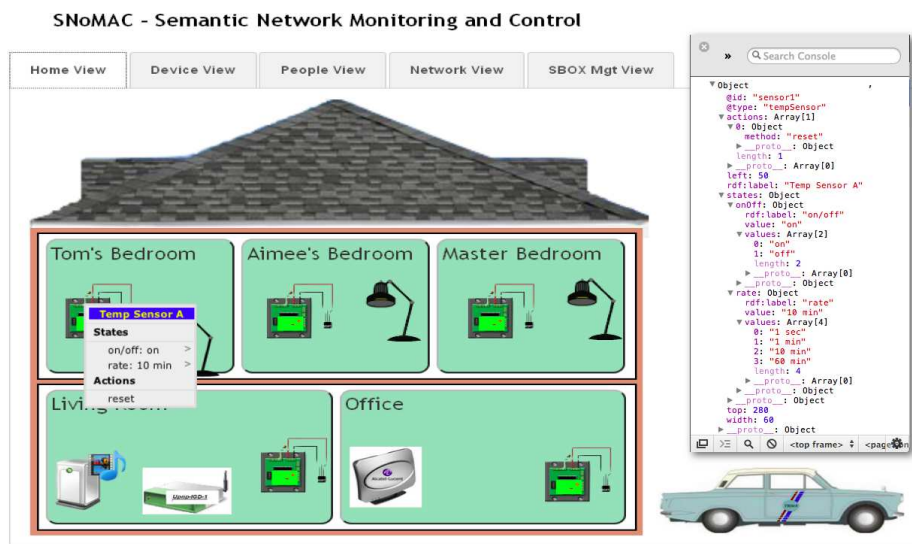 SNoMAC - Semantic Network Monitoring and Control
Home View
Device View
People View
Network View
SBOX Mgt View
Tom's Bedroom
Aimee's Bedroom
Master Bedroom
Temp Sensor A
States
on/off: on >
rate: 10 min >
Actions
reset
Living Room
Office
Upnp-IGD-1
Alcatel-Lucent
» Search Console
▼Object ,
@id: "sensor1"
@type: "tempSensor"
▼actions: Array[1]
▼0: Object
method: "reset"
▶__proto__: Object
length: 1
▶__proto__: Array[0]
left: 50
rdf:label: "Temp Sensor A"
▼states: Object
▼onOff: Object
rdf:label: "on/off"
value: "on"
▼values: Array[2]
0: "on"
1: "off"
length: 2
▶__proto__: Array[0]
▶__proto__: Object
▼rate: Object
rdf:label: "rate"
value: "10 min"
▼values: Array[4]
0: "1 sec"
1: "1 min"
2: "10 min"
3: "60 min"
length: 4
▶__proto__: Array[0]
▶__proto__: Object
top: 280
width: 60
▶__proto__: Object
<top frame> <page